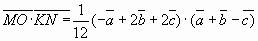 MO·KN = 1/12 (−a + 2b + 2c) · (a + b − c)